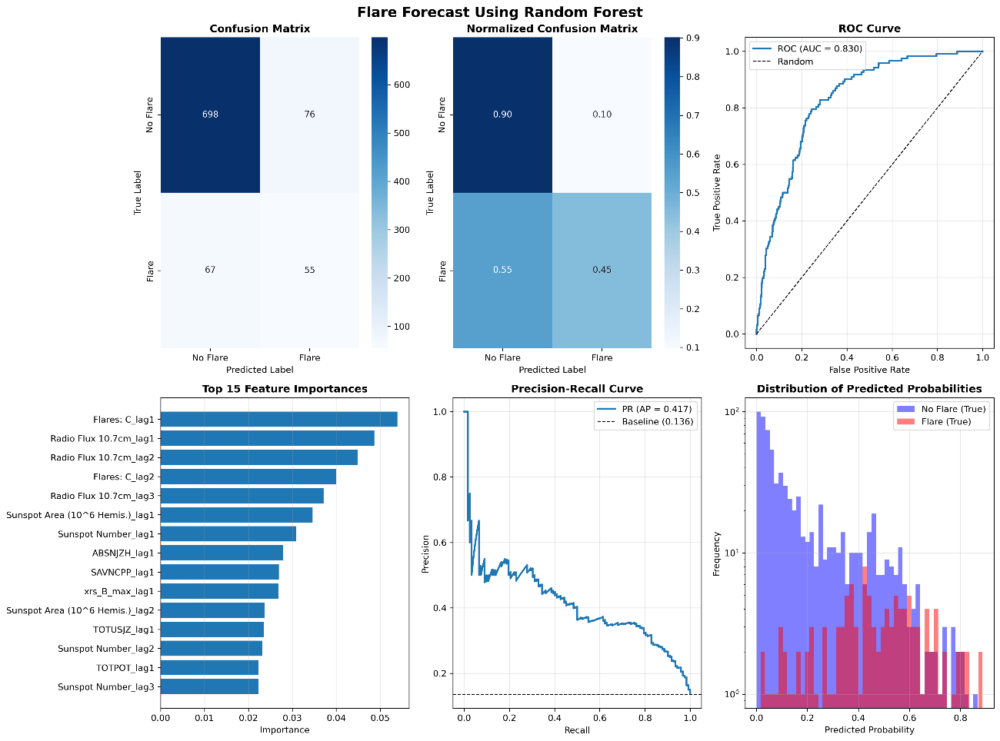 Flare Forecast Using Random Forest
Confusion Matrix
No Flare
Flare
True Label
698
76
67
55
No Flare
Flare
Predicted Label
600
500
400
300
200
100
Normalized Confusion Matrix
No Flare
Flare
True Label
0.90
0.10
0.55
0.45
No Flare
Flare
Predicted Label
0.9
0.8
0.7
0.6
0.5
0.4
0.3
0.2
0.1
ROC Curve
ROC (AUC = 0.830)
Random
True Positive Rate
1.0
0.8
0.6
0.4
0.2
0.0
0.0 0.2 0.4 0.6 0.8 1.0
False Positive Rate
Top 15 Feature Importances
Flares: C_lag1
Radio Flux 10.7cm_lag1
Radio Flux 10.7cm_lag2
Flares: C_lag2
Radio Flux 10.7cm_lag3
Sunspot Area (10^6 Hemis.)_lag1
Sunspot Number_lag1
ABSNJZH_lag1
SAVNCPP_lag1
xrs_B_max_lag1
Sunspot Area (10^6 Hemis.)_lag2
TOTUSJZ_lag1
Sunspot Number_lag2
TOTPOT_lag1
Sunspot Number_lag3
0.00 0.01 0.02 0.03 0.04 0.05
Importance
Precision-Recall Curve
PR (AP = 0.417)
Baseline (0.136)
Precision
1.0
0.8
0.6
0.4
0.2
0.0 0.2 0.4 0.6 0.8 1.0
Recall
Distribution of Predicted Probabilities
No Flare (True)
Flare (True)
Frequency
10²
10¹
10⁰
0.0 0.2 0.4 0.6 0.8
Predicted Probability